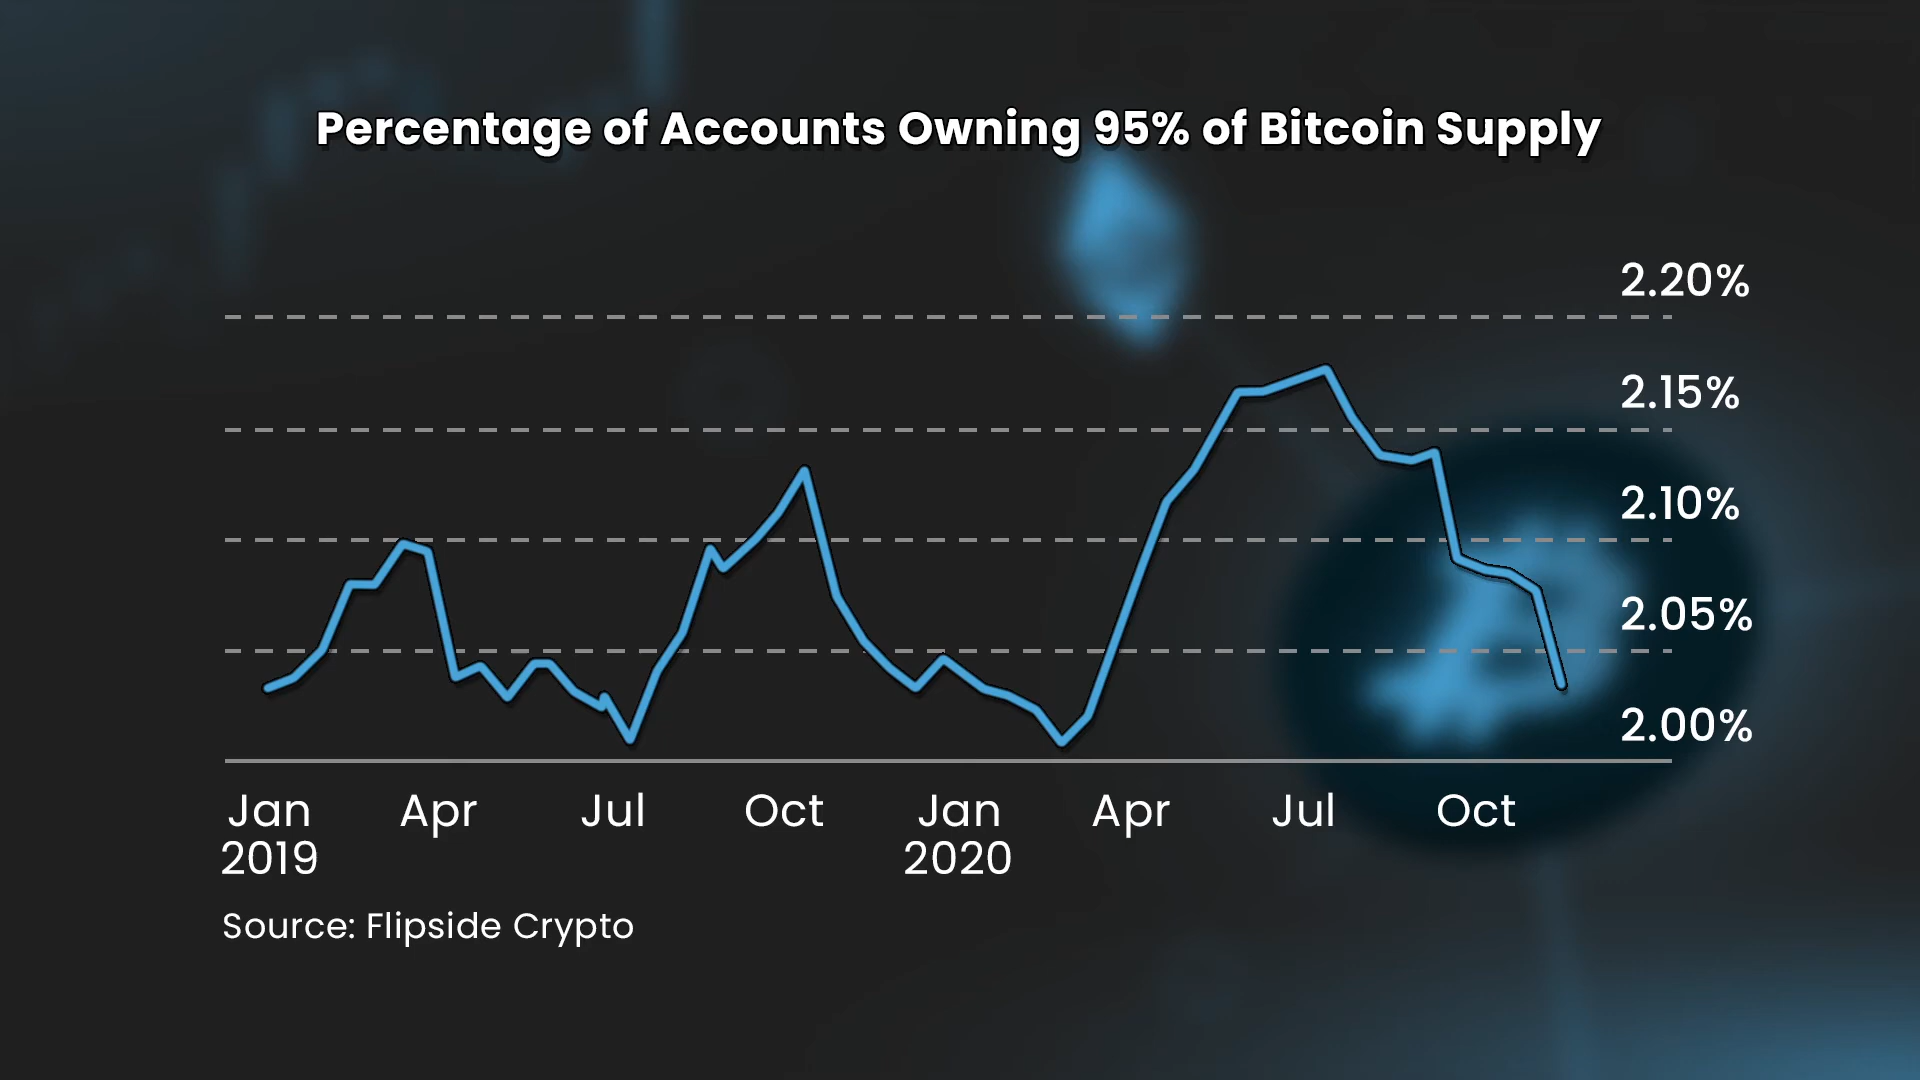 Percentage of Accounts Owning 95% of Bitcoin Supply
2.20%
2.15%
2.10%
2.05%
2.00%
Jan Apr Jul Oct Jan Apr Jul Oct
2019 2020
Source: Flipside Crypto